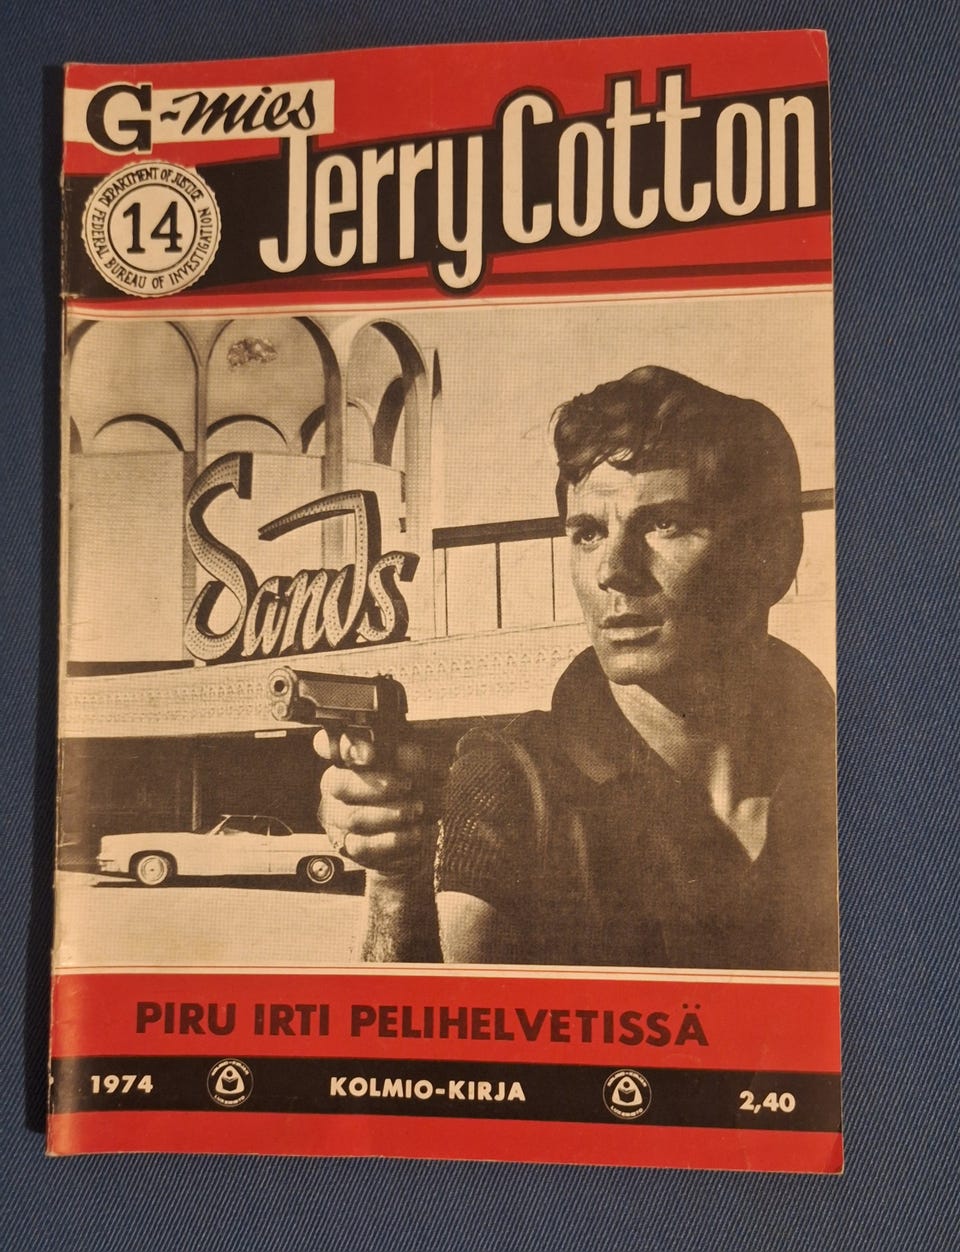 G-mies
Jerry Cotton
DEPARTMENT OF JUSTICE
14
FEDERAL BUREAU OF INVESTIGATION
Sands
PIRU IRTI PELIHELVETISSÄ
1974
KOLMIO-KIRJA
2,40